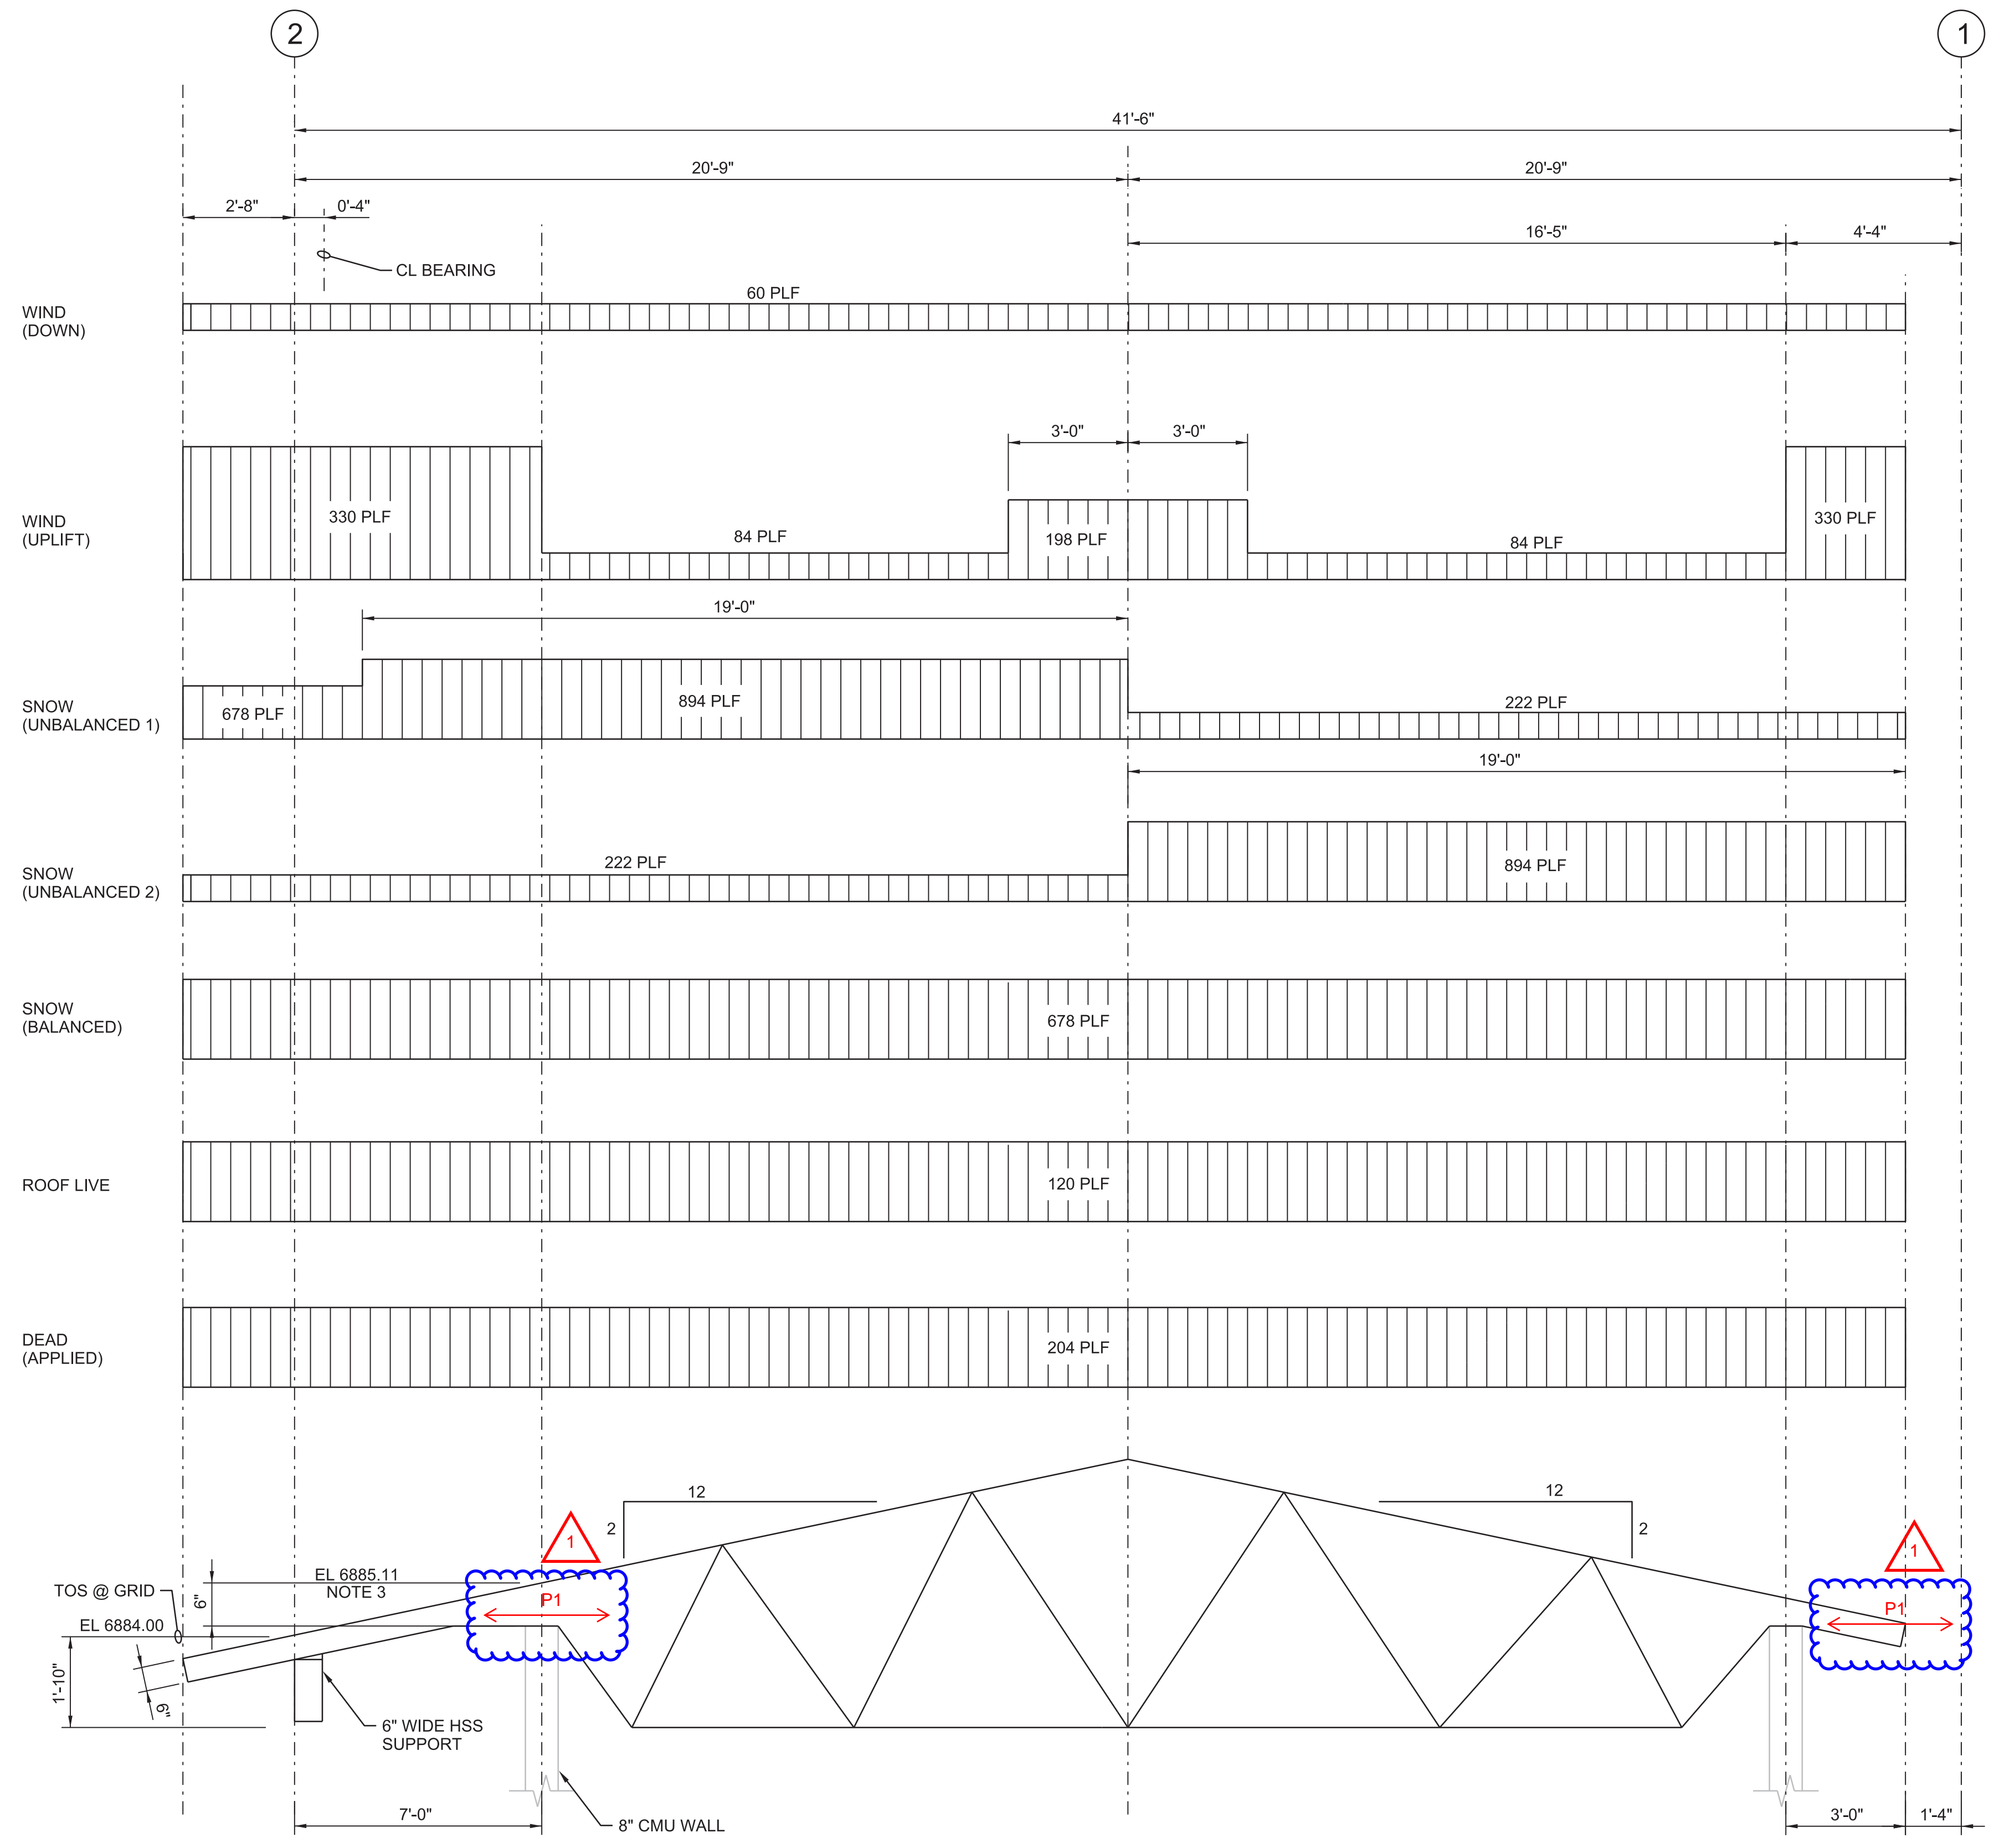 2
1
41'-6"
20'-9"
20'-9"
2'-8"
0'-4"
16'-5"
4'-4"
CL BEARING
WIND
(DOWN)
60 PLF
3'-0"
3'-0"
WIND
(UPLIFT)
330 PLF
84 PLF
198 PLF
84 PLF
330 PLF
19'-0"
SNOW
(UNBALANCED 1)
678 PLF
894 PLF
222 PLF
19'-0"
SNOW
(UNBALANCED 2)
222 PLF
894 PLF
SNOW
(BALANCED)
678 PLF
ROOF LIVE
120 PLF
DEAD
(APPLIED)
204 PLF
12
2
12
2
1
1
TOS @ GRID
EL 6884.00
6"
EL 6885.11
NOTE 3
P1
P1
1'-10"
6"
6" WIDE HSS
SUPPORT
7'-0"
8" CMU WALL
3'-0"
1'-4"